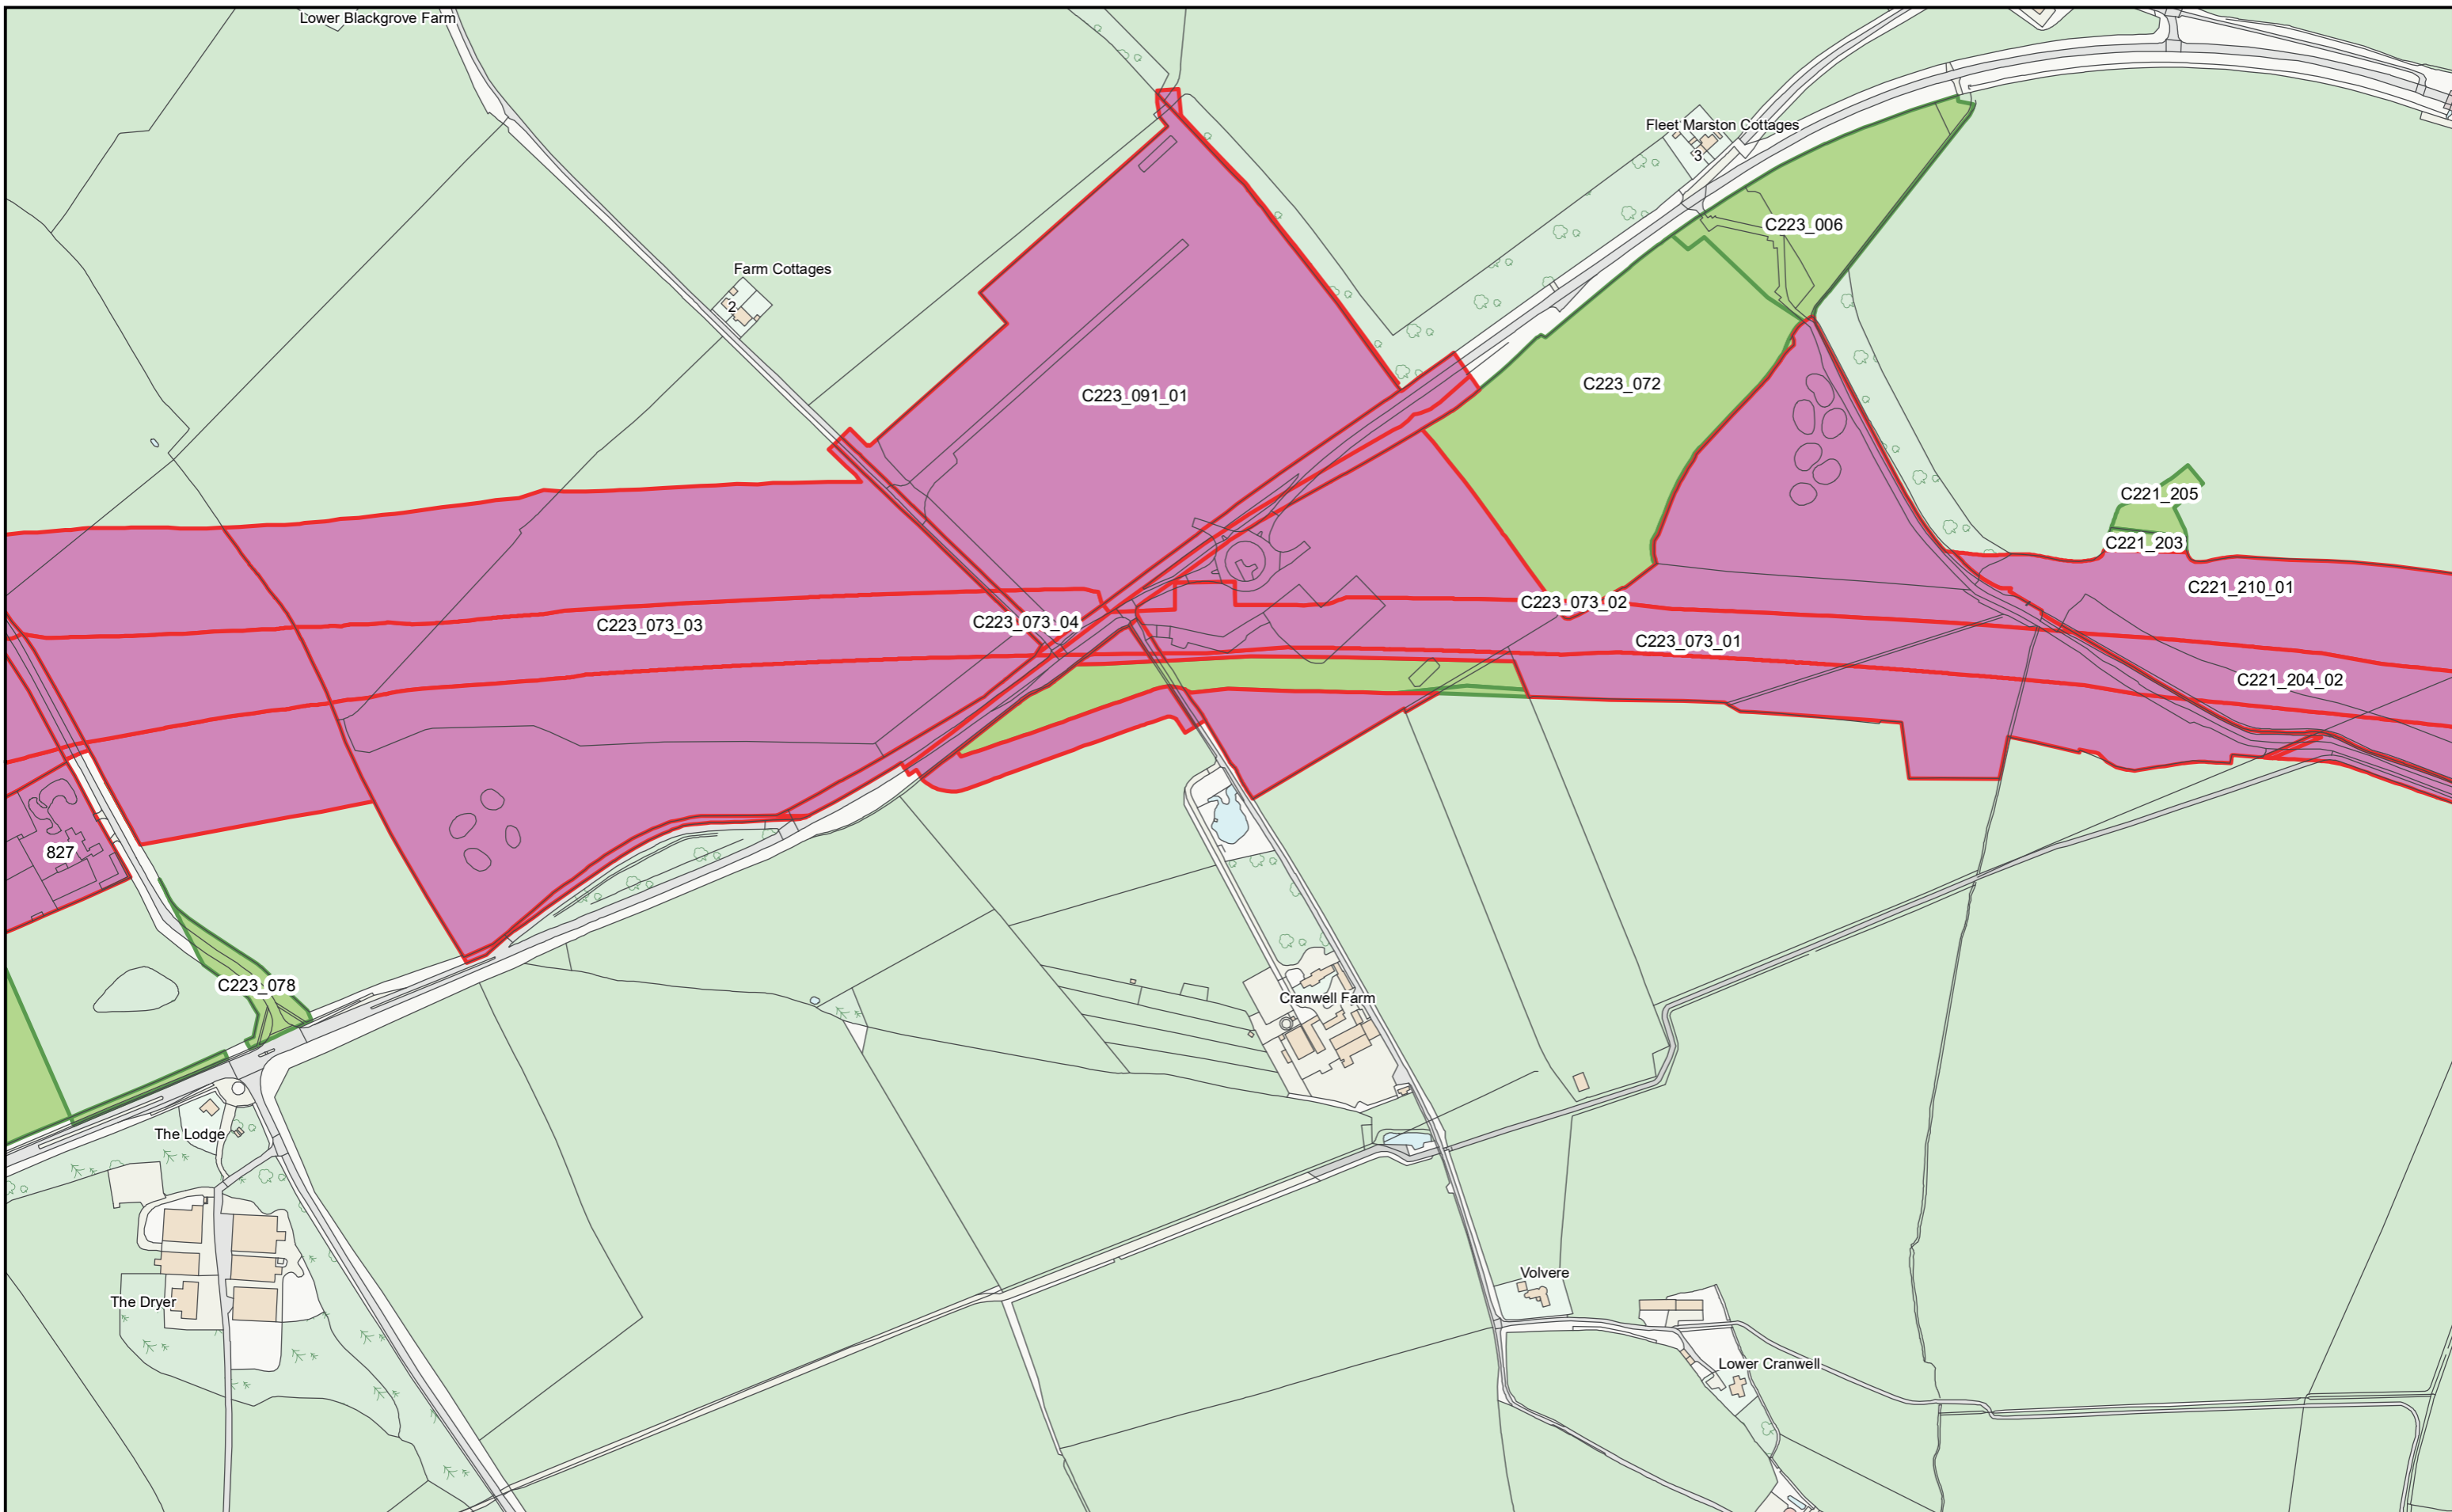 Lower Blackgrove Farm
Fleet Marston Cottages
3
C223_006
Farm Cottages
2
C223_072
C223_091_01
C221_205
C221_203
C221_210_01
C223_073_02
C223_073_04
C223_073_03
C223_073_01
C221_204_02
827
C223_078
Cranwell Farm
The Lodge
Volvere
The Dryer
Lower Cranwell